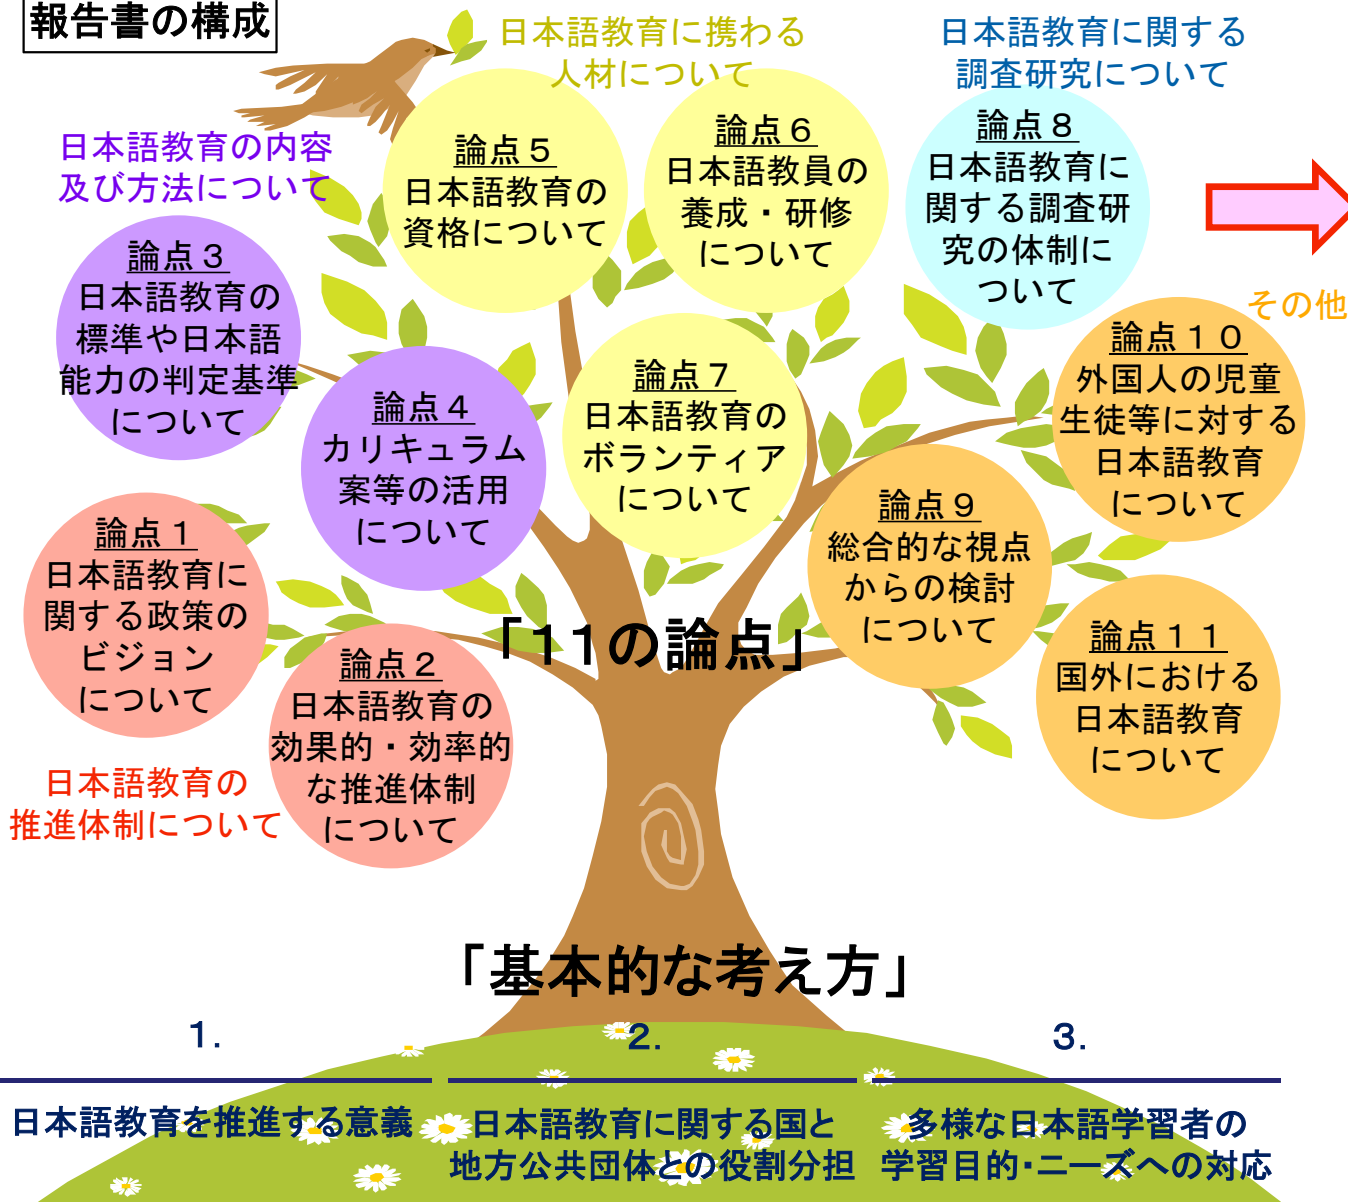 報告書の構成
日本語教育に携わる
人材について
日本語教育に関する
調査研究について
日本語教育の内容
及び方法について
論点５
日本語教育の
資格について
論点６
日本語教員の
養成・研修
について
論点８
日本語教育に
関する調査研
究の体制に
ついて
論点３
日本語教育の
標準や日本語
能力の判定基準
について
その他
論点１０
外国人の児童
生徒等に対する
日本語教育
について
論点４
カリキュラム
案等の活用
について
論点７
日本語教育の
ボランティア
について
論点９
総合的な視点
からの検討
について
論点１
日本語教育に
関する政策の
ビジョン
について
論点２
日本語教育の
効果的・効率的
な推進体制
について
「11の論点」
論点１１
国外における
日本語教育
について
日本語教育の
推進体制について
「基本的な考え方」
1.
日本語教育を推進する意義
2.
日本語教育に関する国と
地方公共団体との役割分担
3.
多様な日本語学習者の
学習目的・ニーズへの対応